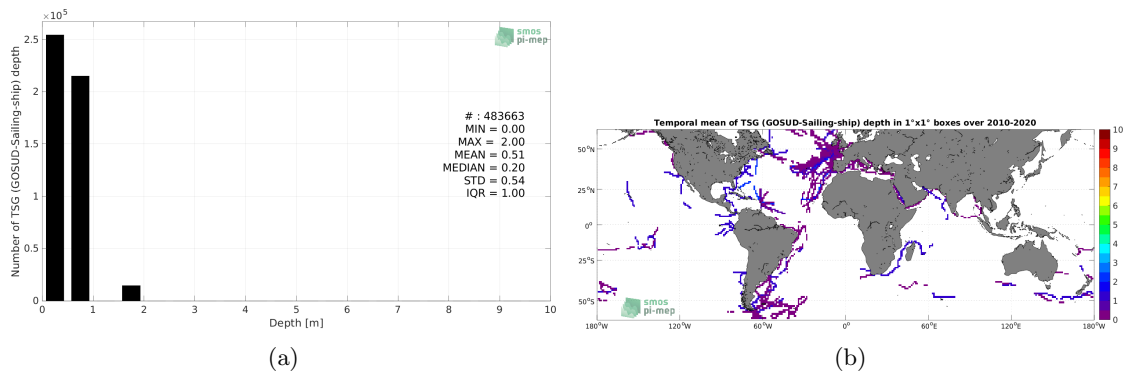 ×10⁵
2.5
2
1.5
1
0.5
0
Number of TSG (GOSUD-Sailing-ship) depth
smos
pi-mep
# : 483663
MIN = 0.00
MAX = 2.00
MEAN = 0.51
MEDIAN = 0.20
STD = 0.54
IQR = 1.00
0 1 2 3 4 5 6 7 8 9 10
Depth [m]
(a)
Temporal mean of TSG (GOSUD-Sailing-ship) depth in 1°x1° boxes over 2010-2020
50°N
25°N
0°
25°S
50°S
smos
pi-mep
180°W 120°W 60°W 0° 60°E 120°E 180°W
10
9
8
7
6
5
4
3
2
1
0
(b)